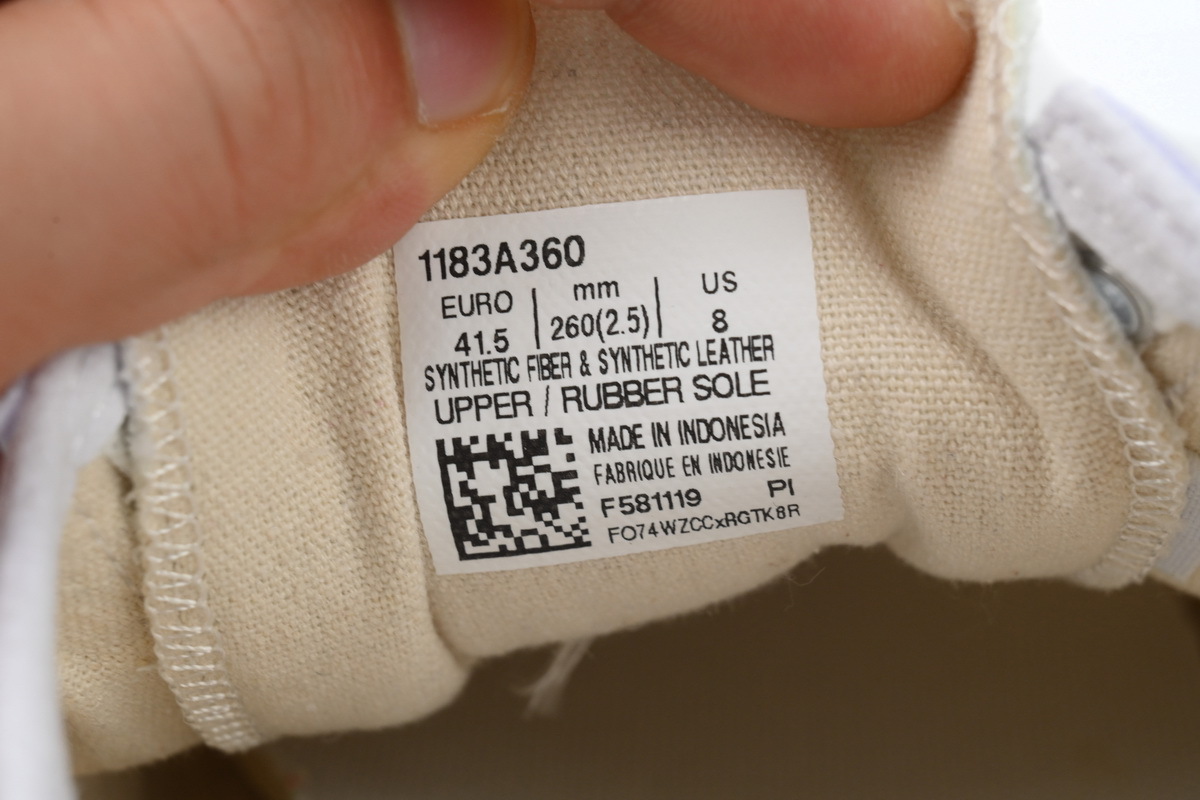 1183A360
EURO | mm | US
41.5 | 260(2.5) | 8
SYNTHETIC FIBER & SYNTHETIC LEATHER
UPPER / RUBBER SOLE
MADE IN INDONESIA
FABRIQUE EN INDONESIE
F581119 PI
FO74WZCCxRGTK8R